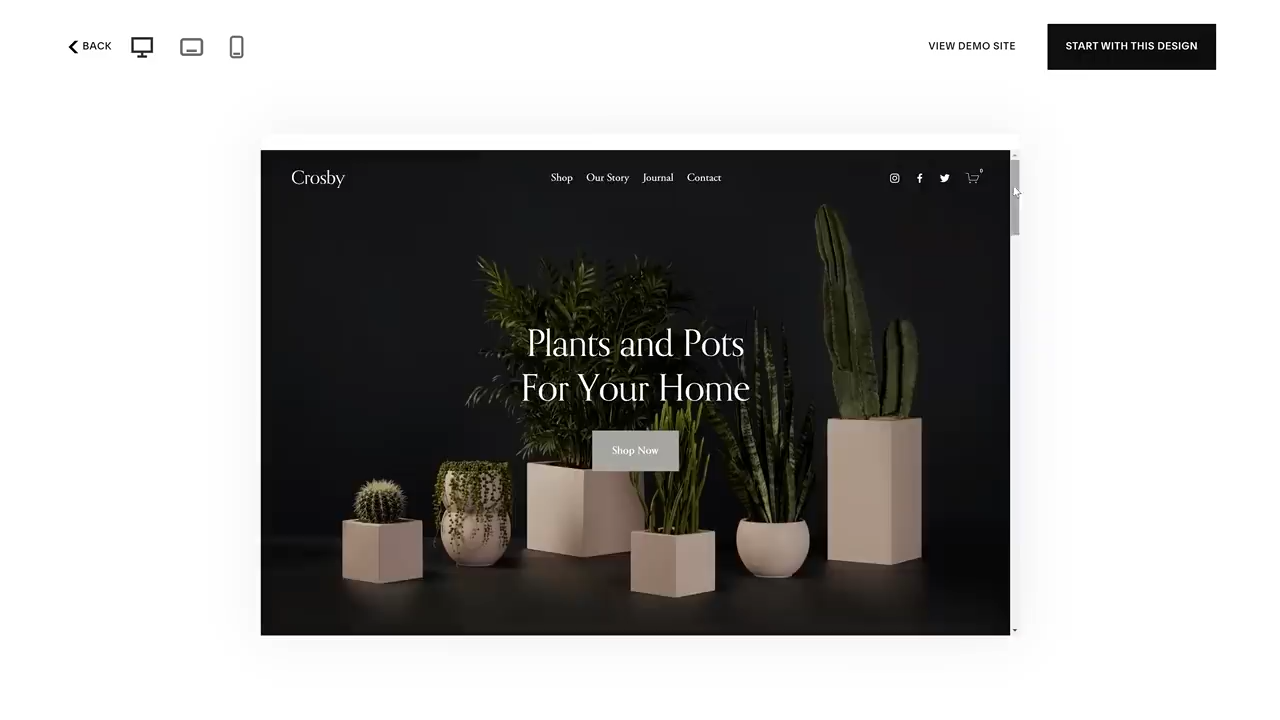 BACK
VIEW DEMO SITE
START WITH THIS DESIGN
Crosby
Shop Our Story Journal Contact
0
Plants and Pots
For Your Home
Shop Now